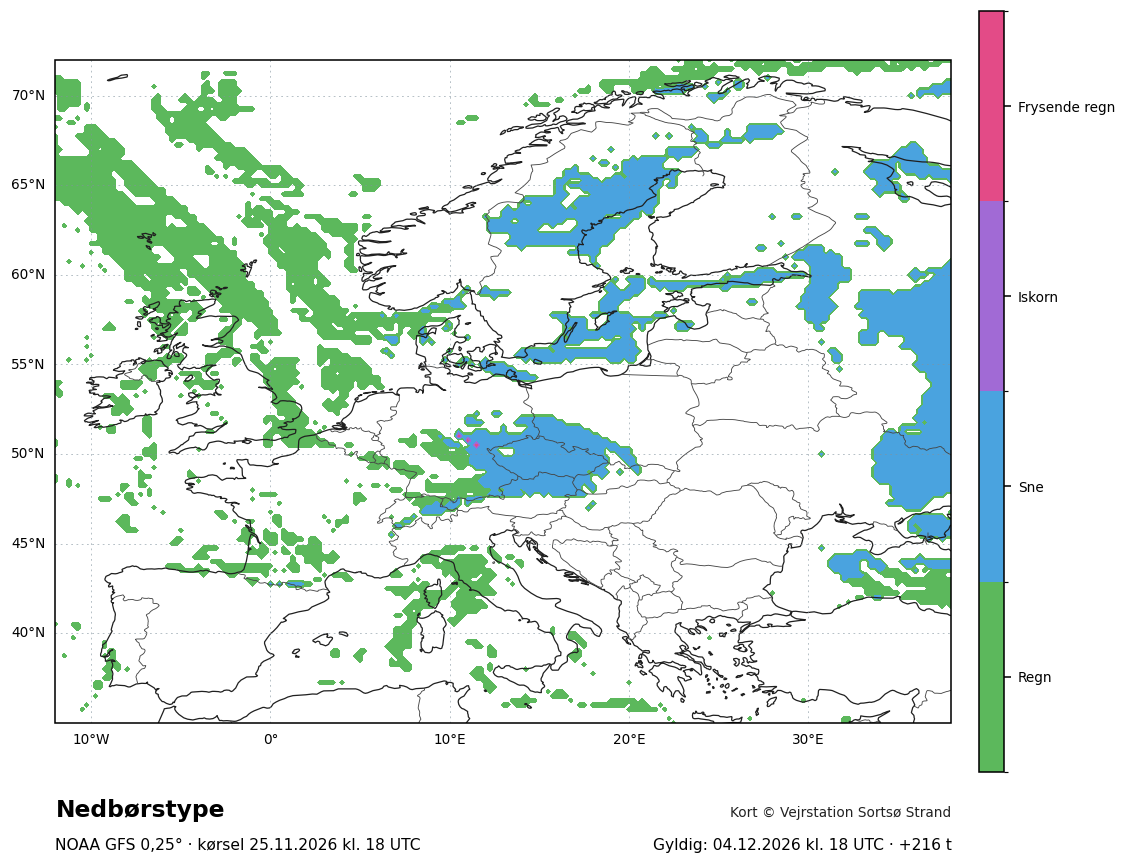 70°N
65°N
60°N
55°N
50°N
45°N
40°N
10°W
0°
10°E
20°E
30°E
Frysende regn
Iskorn
Sne
Regn
Nedbørstype
Kort © Vejrstation Sortsø Strand
NOAA GFS 0,25° · kørsel 25.11.2026 kl. 18 UTC
Gyldig: 04.12.2026 kl. 18 UTC · +216 t